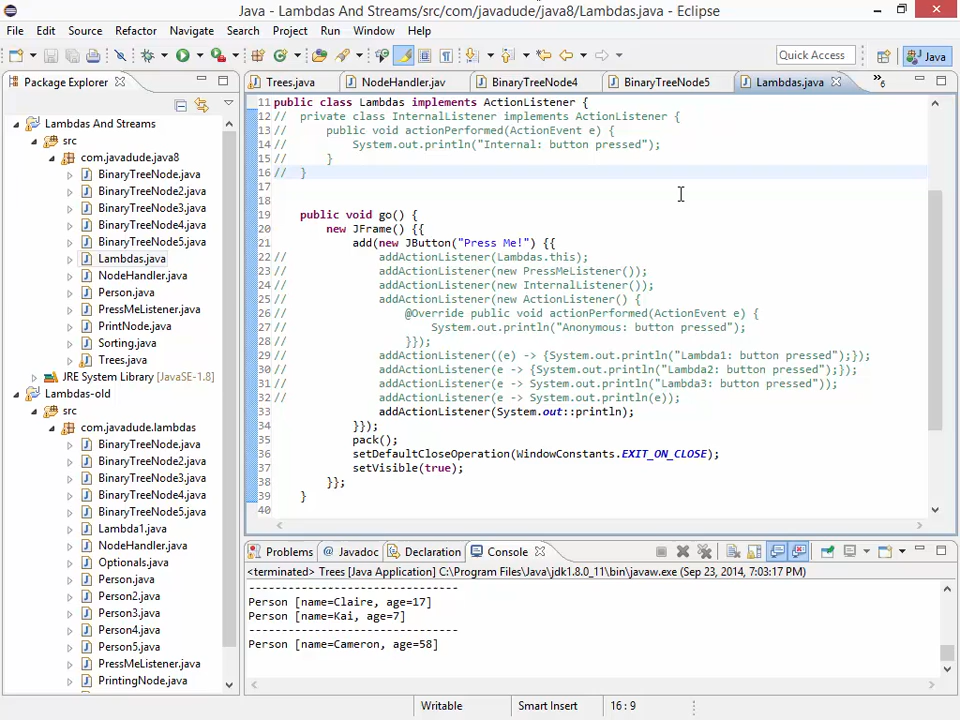 Java - Lambdas And Streams/src/com/javadude/java8/Lambdas.java - Eclipse
File Edit Source Refactor Navigate Search Project Run Window Help
Quick Access
Java
Package Explorer
Trees.java
NodeHandler.jav
BinaryTreeNode4
BinaryTreeNode5
Lambdas.java
»6
Lambdas And Streams
src
com.javadude.java8
BinaryTreeNode.java
BinaryTreeNode2.java
BinaryTreeNode3.java
BinaryTreeNode4.java
BinaryTreeNode5.java
Lambdas.java
NodeHandler.java
Person.java
PressMeListener.java
PrintNode.java
Sorting.java
Trees.java
JRE System Library [JavaSE-1.8]
Lambdas-old
src
com.javadude.lambdas
BinaryTreeNode.java
BinaryTreeNode2.java
BinaryTreeNode3.java
BinaryTreeNode4.java
BinaryTreeNode5.java
Lambda1.java
NodeHandler.java
Optionals.java
Person.java
Person2.java
Person3.java
Person4.java
Person5.java
PressMeListener.java
PrintingNode.java
11 public class Lambdas implements ActionListener {
12 //  private class InternalListener implements ActionListener {
13 //      public void actionPerformed(ActionEvent e) {
14 //          System.out.println("Internal: button pressed");
15 //      }
16 //  }
17
18
19     public void go() {
20         new JFrame() {{
21             add(new JButton("Press Me!") {{
22 //              addActionListener(Lambdas.this);
23 //              addActionListener(new PressMeListener());
24 //              addActionListener(new InternalListener());
25 //              addActionListener(new ActionListener() {
26 //                  @Override public void actionPerformed(ActionEvent e) {
27 //                      System.out.println("Anonymous: button pressed");
28 //                  }});
29 //              addActionListener((e) -> {System.out.println("Lambda1: button pressed");});
30 //              addActionListener(e -> {System.out.println("Lambda2: button pressed");});
31 //              addActionListener(e -> System.out.println("Lambda3: button pressed"));
32 //              addActionListener(e -> System.out.println(e));
33                 addActionListener(System.out::println);
34             }});
35             pack();
36             setDefaultCloseOperation(WindowConstants.EXIT_ON_CLOSE);
37             setVisible(true);
38         }};
39     }
40
Problems @ Javadoc Declaration Console
<terminated> Trees [Java Application] C:\Program Files\Java\jdk1.8.0_11\bin\javaw.exe (Sep 23, 2014, 7:03:17 PM)
------------------------------
Person [name=Claire, age=17]
Person [name=Kai, age=7]
------------------------------
Person [name=Cameron, age=58]
Writable
Smart Insert
16 : 9